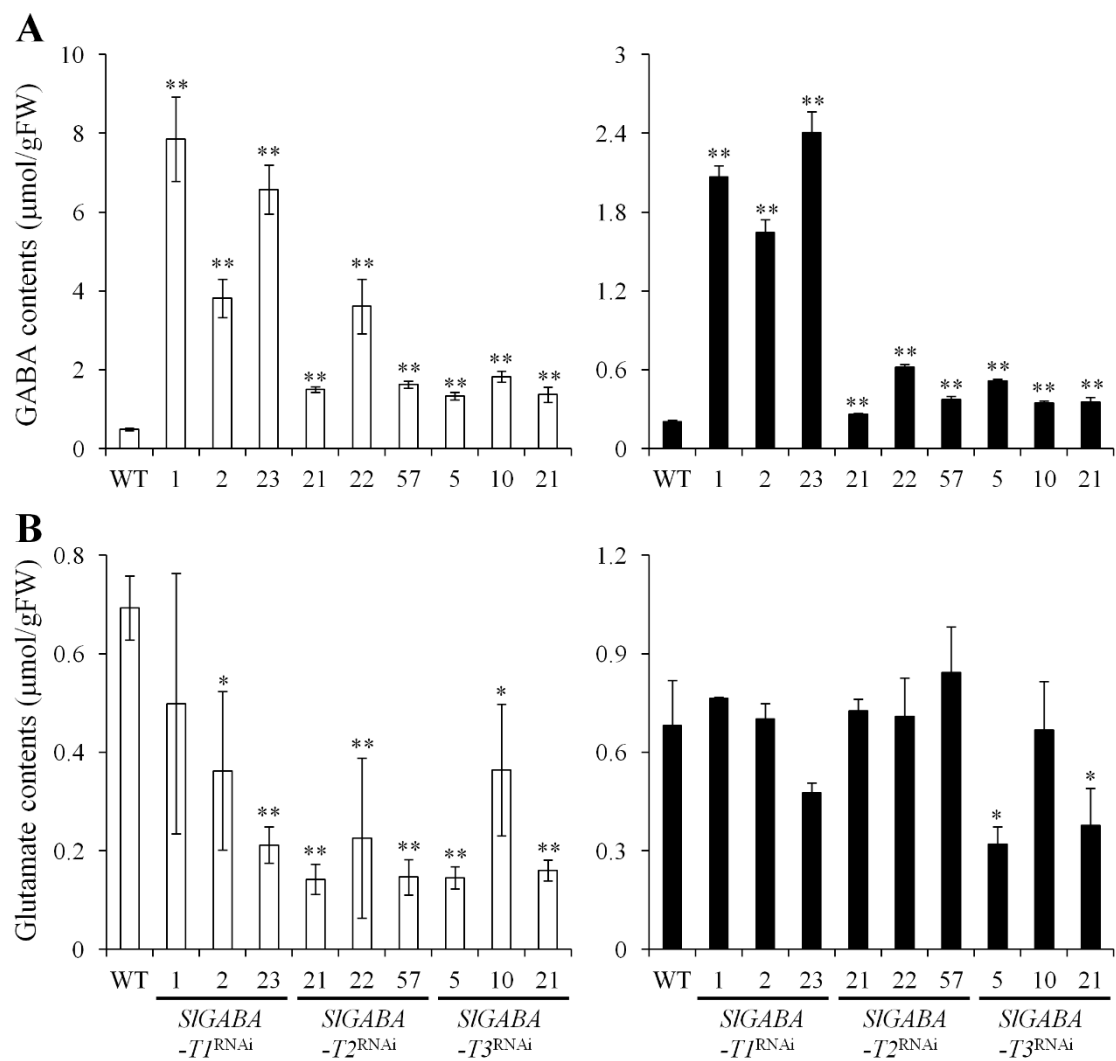 A
GABA contents (μmol/gFW)
10
8
6
4
2
0
** ** ** ** ** ** ** ** **
WT 1 2 23 21 22 57 5 10 21
3
2.4
1.8
1.2
0.6
0
** ** ** ** ** ** ** ** **
WT 1 2 23 21 22 57 5 10 21
B
Glutamate contents (μmol/gFW)
0.8
0.6
0.4
0.2
0
* ** ** ** ** ** * **
WT 1 2 23 21 22 57 5 10 21
SlGABA SlGABA SlGABA
-T1RNAi -T2RNAi -T3RNAi
1.2
0.9
0.6
0.3
0
* *
WT 1 2 23 21 22 57 5 10 21
SlGABA SlGABA SlGABA
-T1RNAi -T2RNAi -T3RNAi